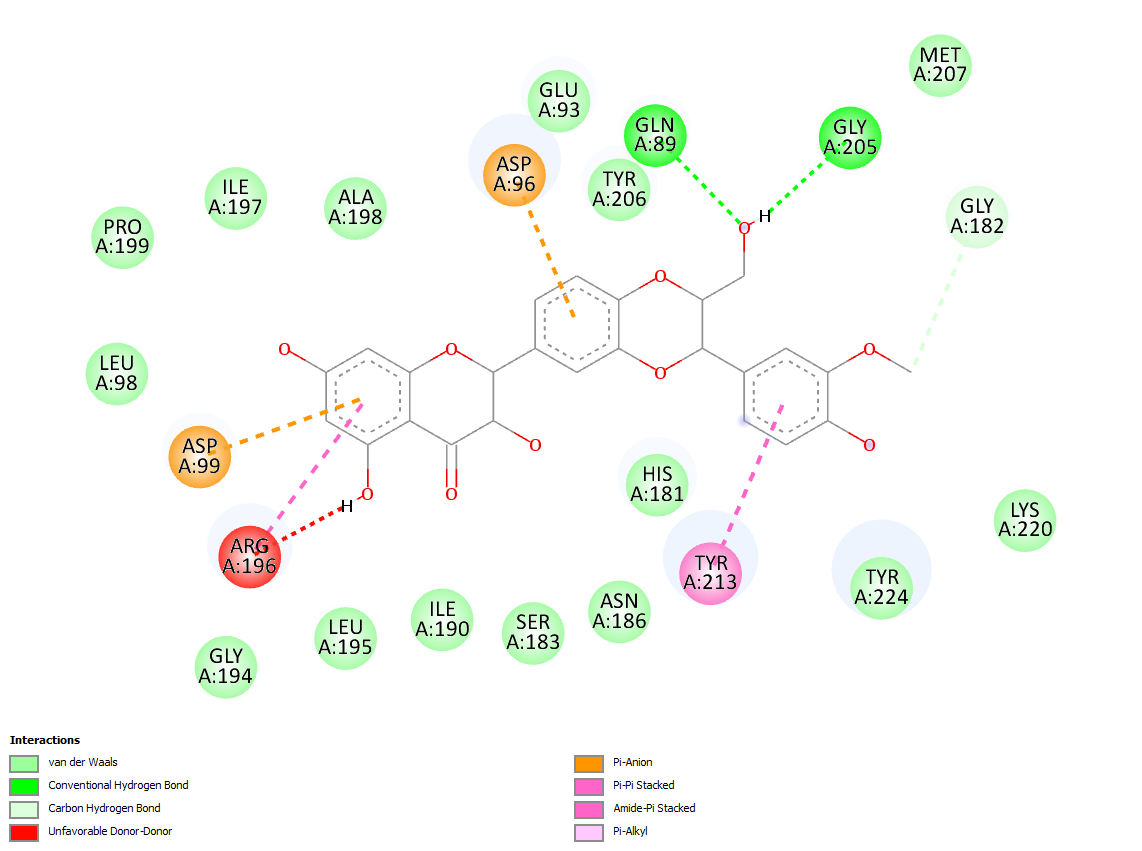 MET
A:207
GLU
A:93
GLN
A:89
GLY
A:205
ASP
A:96
TYR
A:206
ILE
A:197
ALA
A:198
PRO
A:199
GLY
A:182
H
O
O
O
O
O
O
LEU
A:98
O
ASP
A:99
O
O
HIS
A:181
O
O
H
ARG
A:196
LYS
A:220
TYR
A:213
TYR
A:224
ILE
A:190
ASN
A:186
SER
A:183
LEU
A:195
GLY
A:194
Interactions
van der Waals
Conventional Hydrogen Bond
Carbon Hydrogen Bond
Unfavorable Donor-Donor
Pi-Anion
Pi-Pi Stacked
Amide-Pi Stacked
Pi-Alkyl